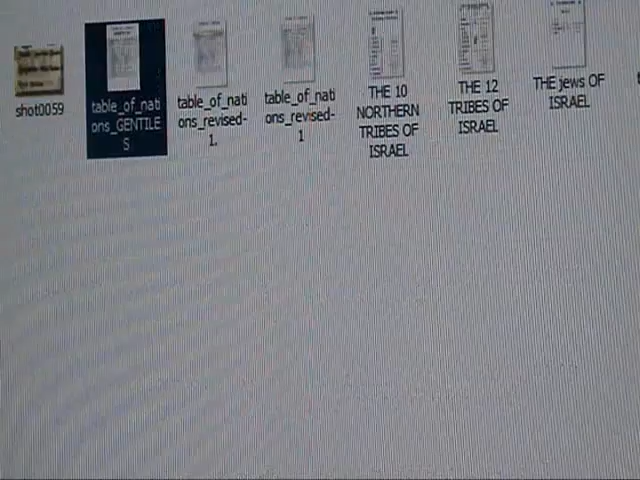 shot0059
table_of_nati
ons_GENTILE
S
table_of_nati
ons_revised-
1.
table_of_nati
ons_revised-
1
THE 10
NORTHERN
TRIBES OF
ISRAEL
THE 12
TRIBES OF
ISRAEL
THE jews OF
ISRAEL